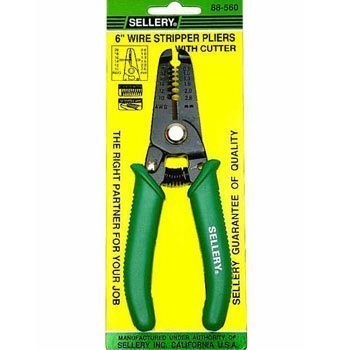 SELLERY®
88-560
6" WIRE STRIPPER PLIERS
WITH CUTTER
THE RIGHT PARTNER FOR YOUR JOB
SELLERY GUARANTEE OF QUALITY
AWG
SELLERY
MANUFACTURED UNDER AUTHORITY OF
SELLERY INC. CALIFORNIA U.S.A.